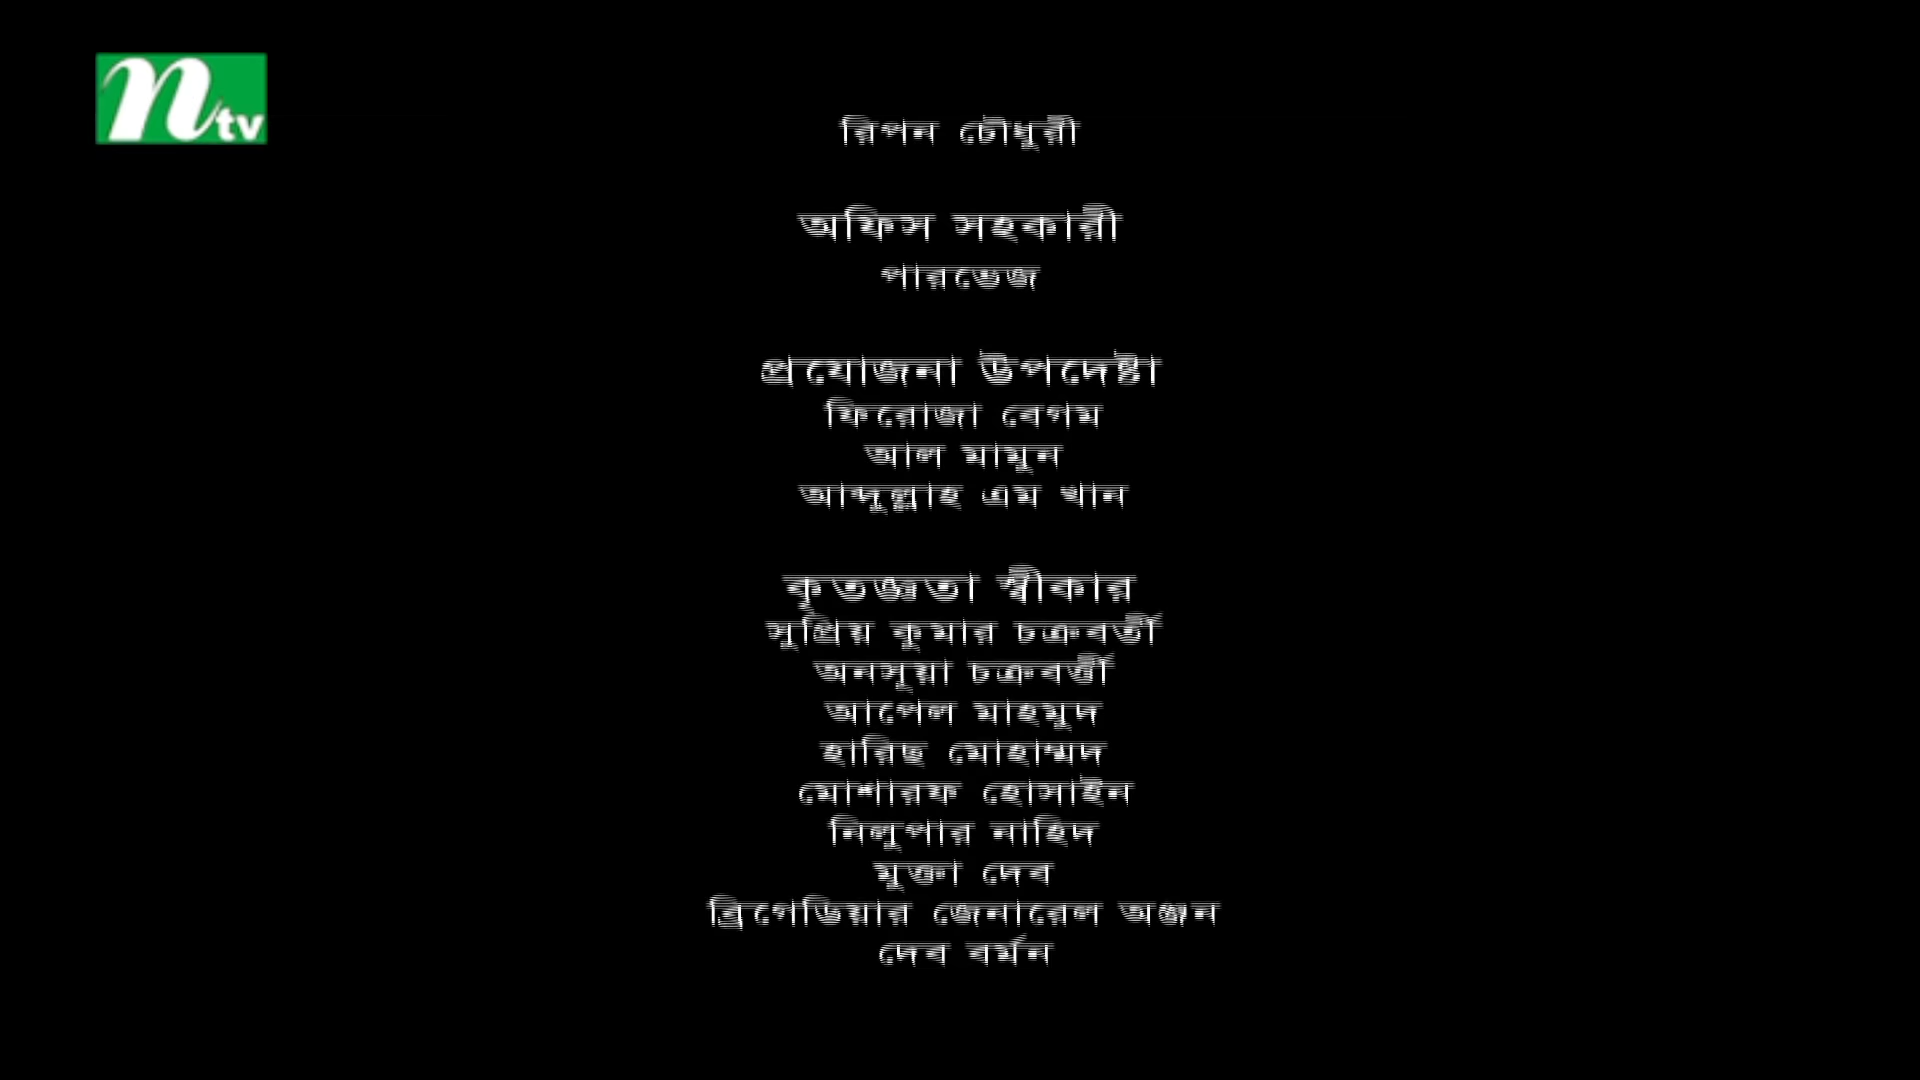 ntv
রিপন চৌধুরী
অফিস সহকারী
পারভেজ
প্রযোজনা উপদেষ্টা
ফিরোজা বেগম
আল মামুন
আব্দুল্লাহ এম খান
কৃতজ্ঞতা স্বীকার
সুপ্রিয় কুমার চক্রবর্তী
অনসূয়া চক্রবর্ত্তী
আপেল মাহমুদ
হারিছ মোহাম্মদ
মোশারফ হোসাইন
নিলুপার নাহিদ
মুক্তা দেব
ব্রিগেডিয়ার জেনারেল অঞ্জন
দেব বর্মন